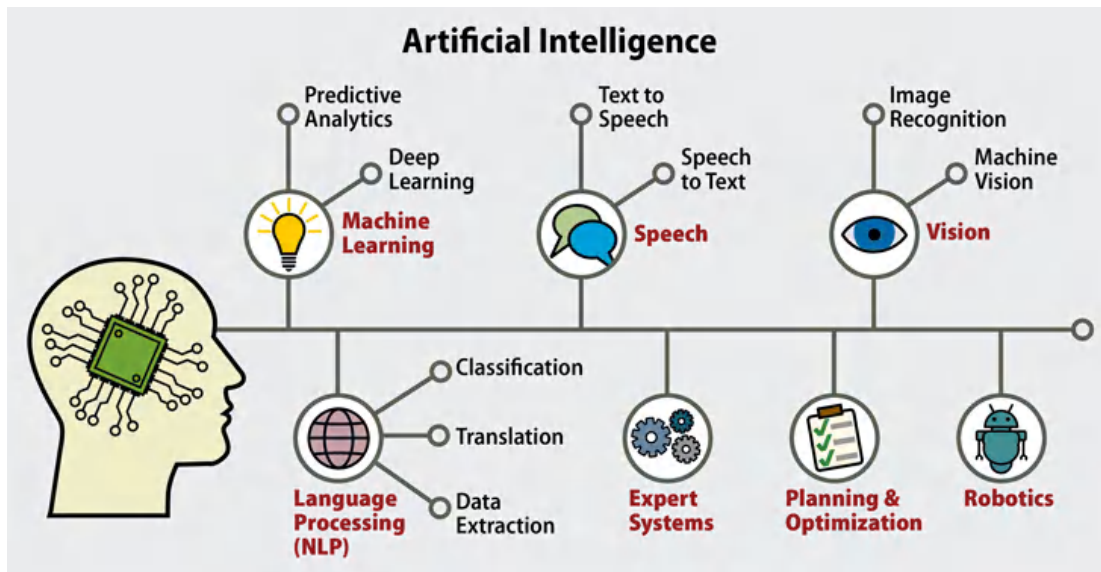 Artificial Intelligence
Predictive
Analytics
Deep
Learning
Machine
Learning
Text to
Speech
Speech
to Text
Speech
Image
Recognition
Machine
Vision
Vision
Classification
Translation
Data
Extraction
Language
Processing
(NLP)
Expert
Systems
Planning &
Optimization
Robotics